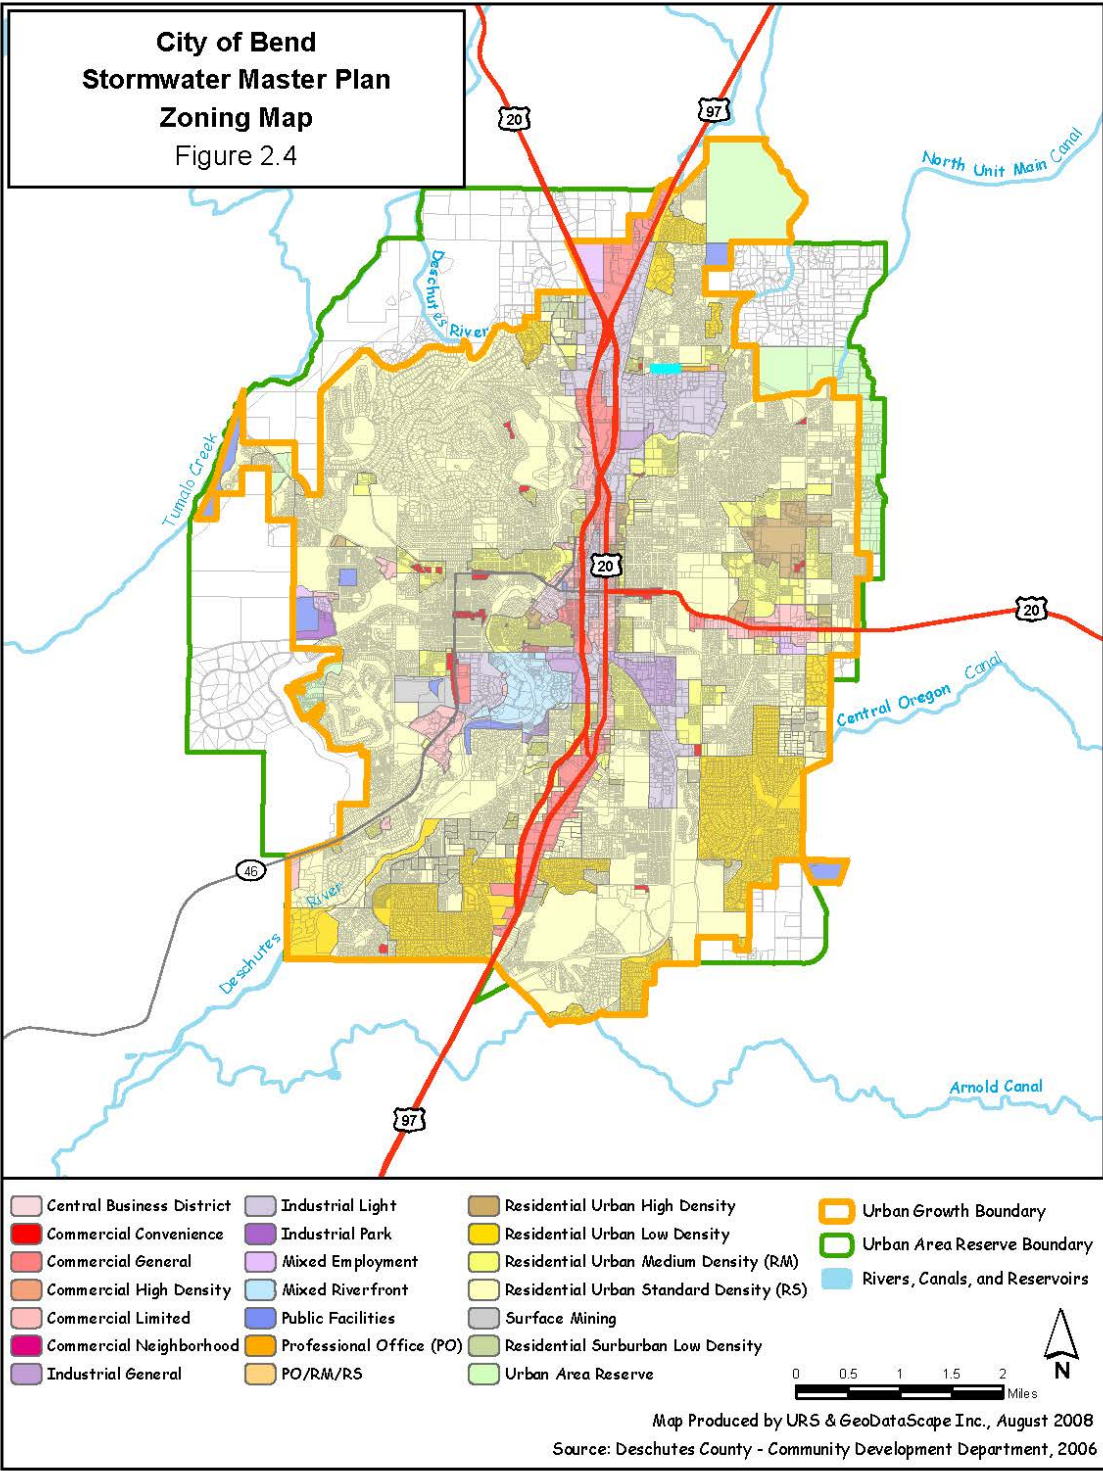 City of Bend
Stormwater Master Plan
Zoning Map
Figure 2.4
20
97
North Unit Main Canal
Deschutes River
Tumalo Creek
20
20
Central Oregon Canal
46
Deschutes River
Arnold Canal
97
Central Business District
Commercial Convenience
Commercial General
Commercial High Density
Commercial Limited
Commercial Neighborhood
Industrial General
Industrial Light
Industrial Park
Mixed Employment
Mixed Riverfront
Public Facilities
Professional Office (PO)
PO/RM/RS
Residential Urban High Density
Residential Urban Low Density
Residential Urban Medium Density (RM)
Residential Urban Standard Density (RS)
Surface Mining
Residential Surburban Low Density
Urban Area Reserve
Urban Growth Boundary
Urban Area Reserve Boundary
Rivers, Canals, and Reservoirs
N
0 0.5 1 1.5 2
Miles
Map Produced by URS & GeoDataScape Inc., August 2008
Source: Deschutes County - Community Development Department, 2006